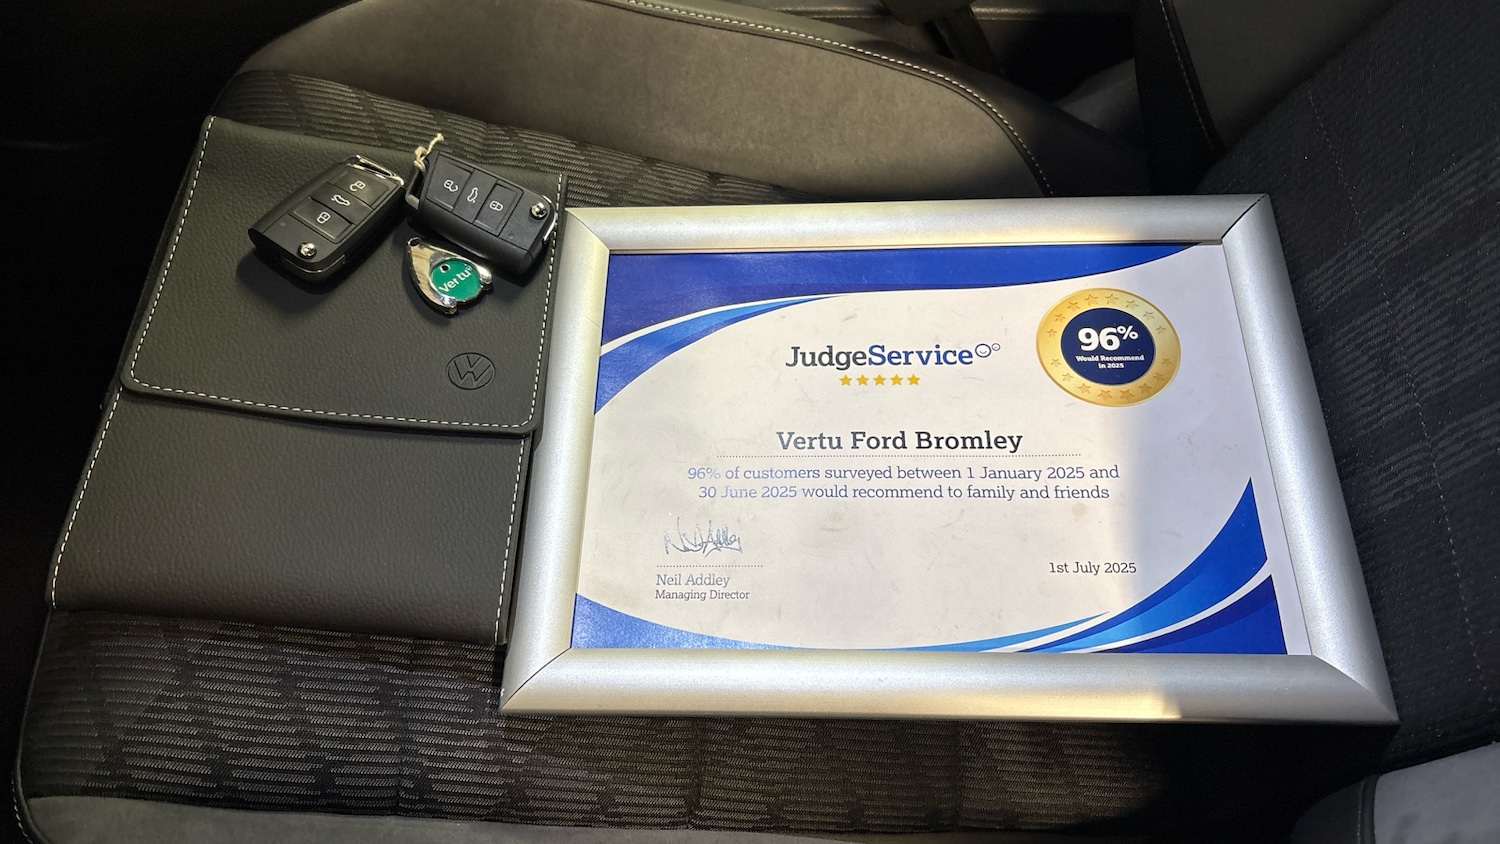 vertu
VW
JudgeService
96%
Would Recommend
in 2025
Vertu Ford Bromley
96% of customers surveyed between 1 January 2025 and
30 June 2025 would recommend to family and friends
Neil Addley
Managing Director
1st July 2025